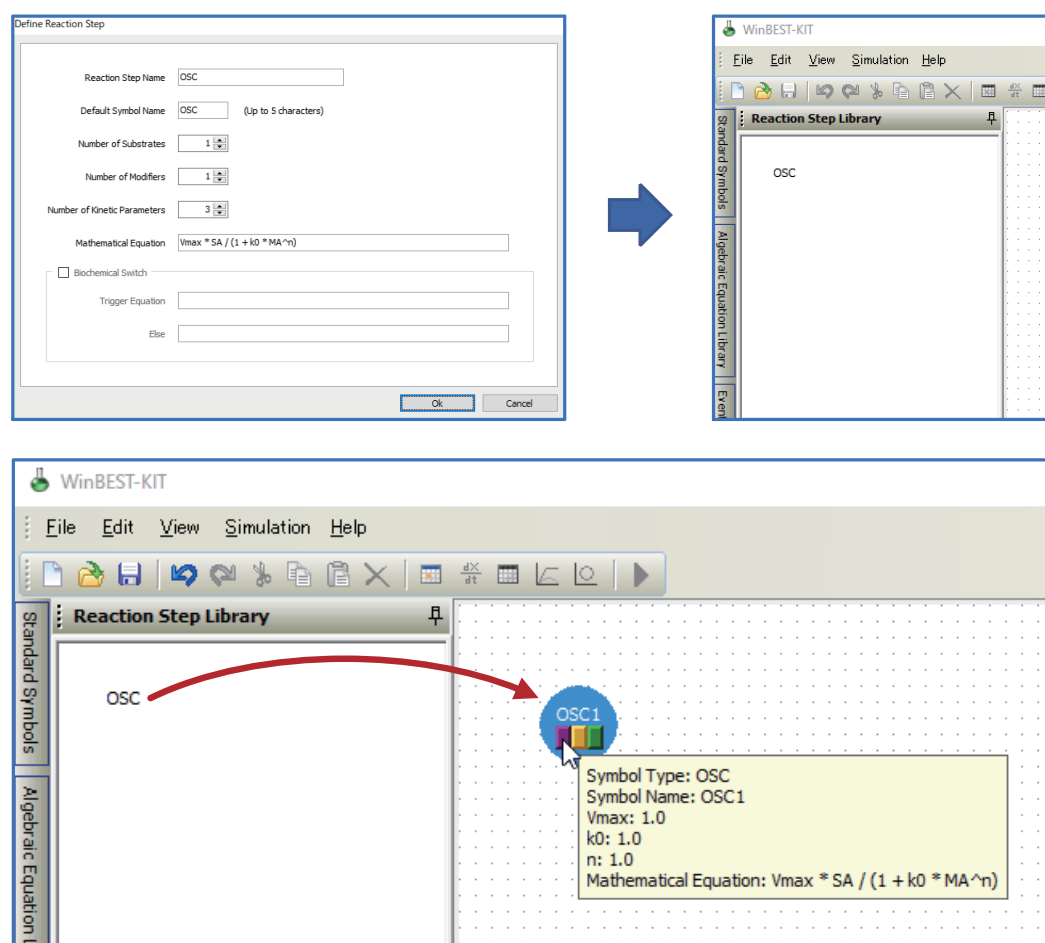 Define Reaction Step
Reaction Step Name OSC
Default Symbol Name OSC (Up to 5 characters)
Number of Substrates 1
Number of Modifiers 1
Number of Kinetic Parameters 3
Mathematical Equation Vmax * SA / (1 + k0 * MA^n)
Biochemical Switch
Trigger Equation
Else
Ok Cancel
WinBEST-KIT
File Edit View Simulation Help
dX
dt
Standard Symbols
Algebraic Equation Library
Event
Reaction Step Library
OSC
WinBEST-KIT
File Edit View Simulation Help
dX
dt
Standard Symbols
Algebraic Equation L
Reaction Step Library
OSC
OSC1
Symbol Type: OSC
Symbol Name: OSC1
Vmax: 1.0
k0: 1.0
n: 1.0
Mathematical Equation: Vmax * SA / (1 + k0 * MA^n)